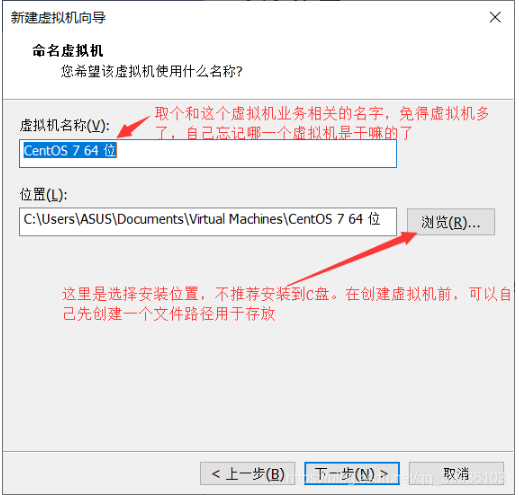 新建虚拟机向导
命名虚拟机
您希望该虚拟机使用什么名称?
取个和这个虚拟机业务相关的名字，免得虚拟机多
了，自己忘记哪一个虚拟机是干嘛的了
虚拟机名称(V):
CentOS 7 64 位
位置(L):
C:\Users\ASUS\Documents\Virtual Machines\CentOS 7 64 位
浏览(R)...
这里是选择安装位置，不推荐安装到C盘。在创建虚拟机前，可以自
己先创建一个文件路径用于存放
< 上一步(B)
下一步(N) >
取消